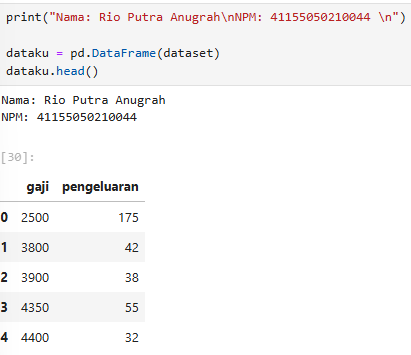 print("Nama: Rio Putra Anugrah\nNPM: 41155050210044 \n")
dataku = pd.DataFrame(dataset)
dataku.head()
Nama: Rio Putra Anugrah
NPM: 41155050210044
[30]:
gaji pengeluaran
0 2500 175
1 3800 42
2 3900 38
3 4350 55
4 4400 32